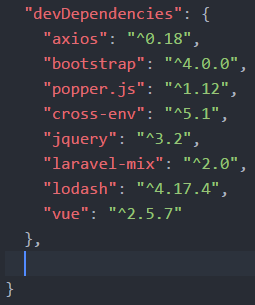 "devDependencies": {
"axios": "^0.18",
"bootstrap": "^4.0.0",
"popper.js": "^1.12",
"cross-env": "^5.1",
"jquery": "^3.2",
"laravel-mix": "^2.0",
"lodash": "^4.17.4",
"vue": "^2.5.7"
},
}